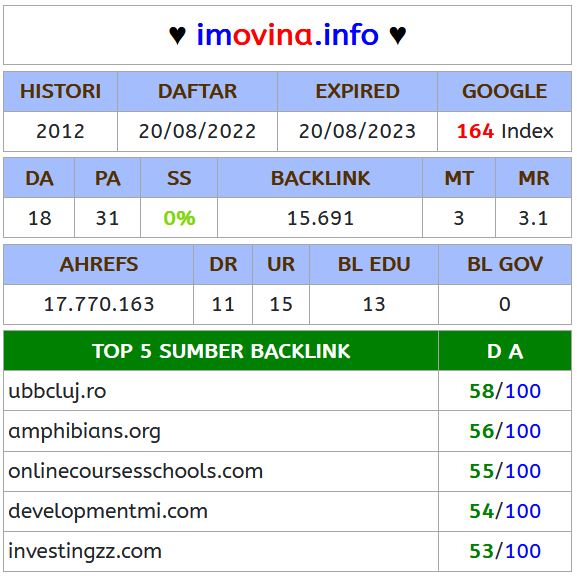 ♥ imovina.info ♥
HISTORI DAFTAR EXPIRED GOOGLE
2012 20/08/2022 20/08/2023 164 Index
DA PA SS BACKLINK MT MR
18 31 0% 15.691 3 3.1
AHREFS DR UR BL EDU BL GOV
17.770.163 11 15 13 0
TOP 5 SUMBER BACKLINK D A
ubbcluj.ro 58/100
amphibians.org 56/100
onlinecoursesschools.com 55/100
developmentmi.com 54/100
investingzz.com 53/100